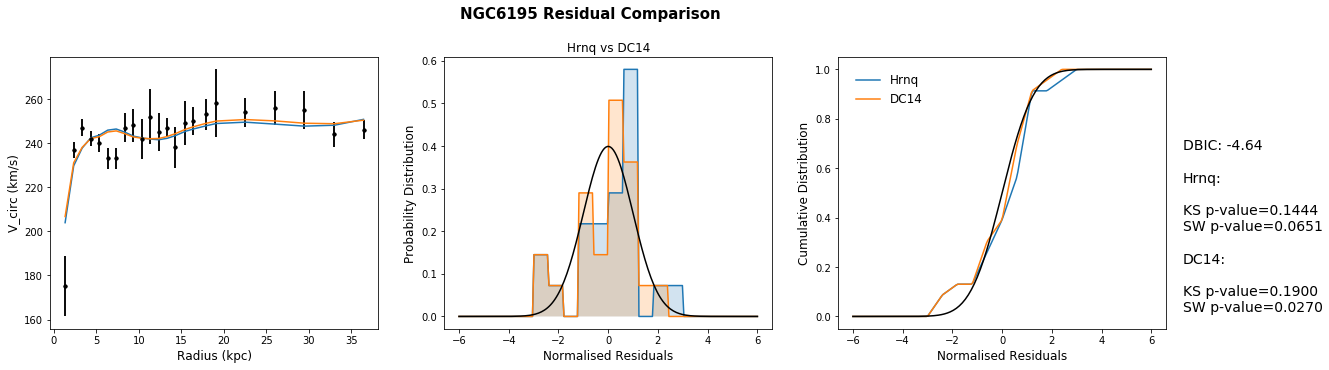 NGC6195 Residual Comparison
V_circ (km/s)
260
240
220
200
180
160
0 5 10 15 20 25 30 35
Radius (kpc)
Hrnq vs DC14
Probability Distribution
0.6
0.5
0.4
0.3
0.2
0.1
0.0
−6 −4 −2 0 2 4 6
Normalised Residuals
Cumulative Distribution
1.0
0.8
0.6
0.4
0.2
0.0
Hrnq
DC14
−6 −4 −2 0 2 4 6
Normalised Residuals
DBIC: -4.64
Hrnq:
KS p-value=0.1444
SW p-value=0.0651
DC14:
KS p-value=0.1900
SW p-value=0.0270